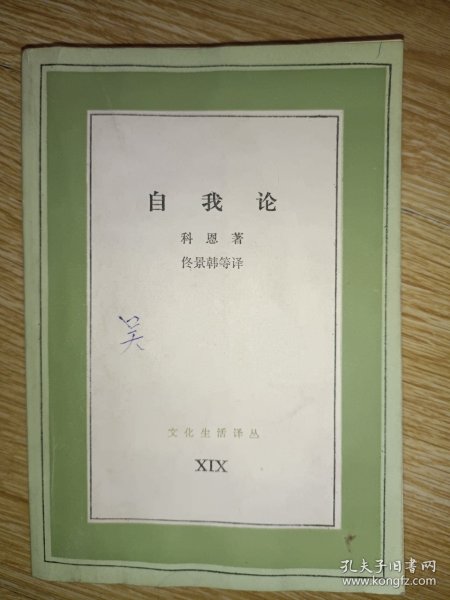 自我论
科恩著
佟景韩等译
吴
文化生活译丛
XIX
孔夫子旧书网
www.kongfz.com